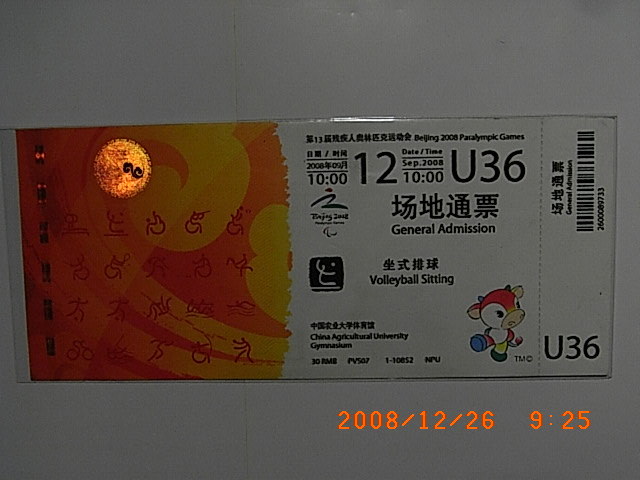 第13届残疾人奥林匹克运动会 Beijing 2008 Paralympic Games
日期 / 时间
2008年09月
10:00
12
Date / Time
Sep.2008
10:00
U36
场地通票
General Admission
坐式排球
Volleyball Sitting
中国农业大学体育馆
China Agricultural University
Gymnasium
30 RMB PVS07 1-10852 NPU
TM©
场地通票
General Admission
2600089733
U36
2008/12/26 9:25